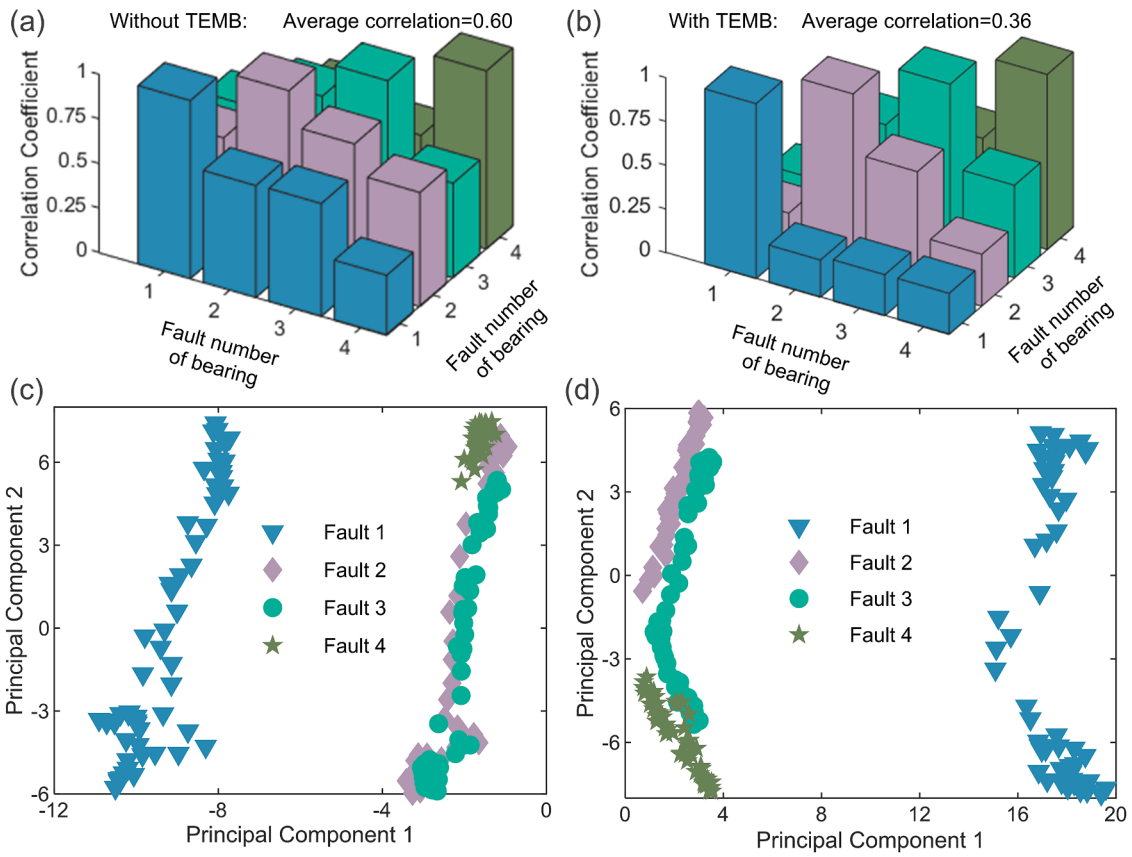 (a) Without TEMB: Average correlation=0.60
Correlation Coefficient
1
0.75
0.5
0.25
0
1
2
3
4
Fault number
of bearing
1
2
3
4
Fault number
of bearing
(b) With TEMB: Average correlation=0.36
Correlation Coefficient
1
0.75
0.5
0.25
0
1
2
3
4
Fault number
of bearing
1
2
3
4
Fault number
of bearing
(c)
Principal Component 2
6
3
0
-3
-6
-12 -8 -4 0
Principal Component 1
Fault 1
Fault 2
Fault 3
Fault 4
(d)
Principal Component 2
6
3
0
-3
-6
0 4 8 12 16 20
Principal Component 1
Fault 1
Fault 2
Fault 3
Fault 4